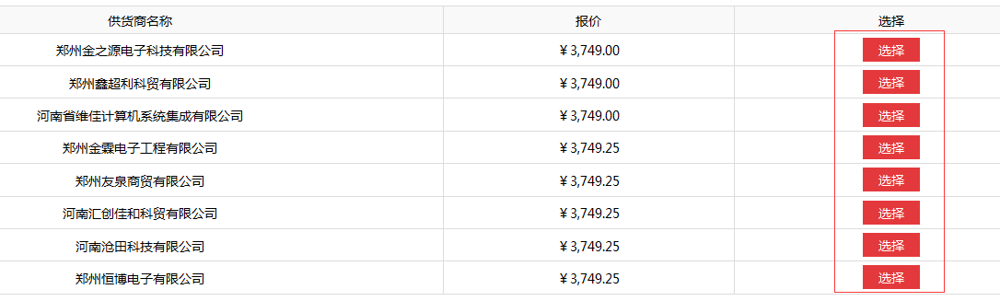 供货商名称 报价 选择
郑州金之源电子科技有限公司 ￥3,749.00 选择
郑州鑫超利科贸有限公司 ￥3,749.00 选择
河南省维佳计算机系统集成有限公司 ￥3,749.00 选择
郑州金霖电子工程有限公司 ￥3,749.25 选择
郑州友泉商贸有限公司 ￥3,749.25 选择
河南汇创佳和科贸有限公司 ￥3,749.25 选择
河南沧田科技有限公司 ￥3,749.25 选择
郑州恒博电子有限公司 ￥3,749.25 选择